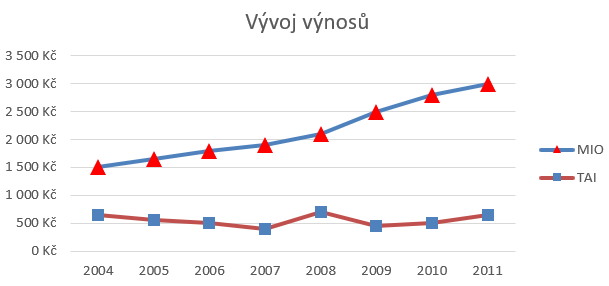 Vývoj výnosů
3 500 Kč
3 000 Kč
2 500 Kč
2 000 Kč
1 500 Kč
1 000 Kč
500 Kč
0 Kč
2004 2005 2006 2007 2008 2009 2010 2011
MIO
TAI